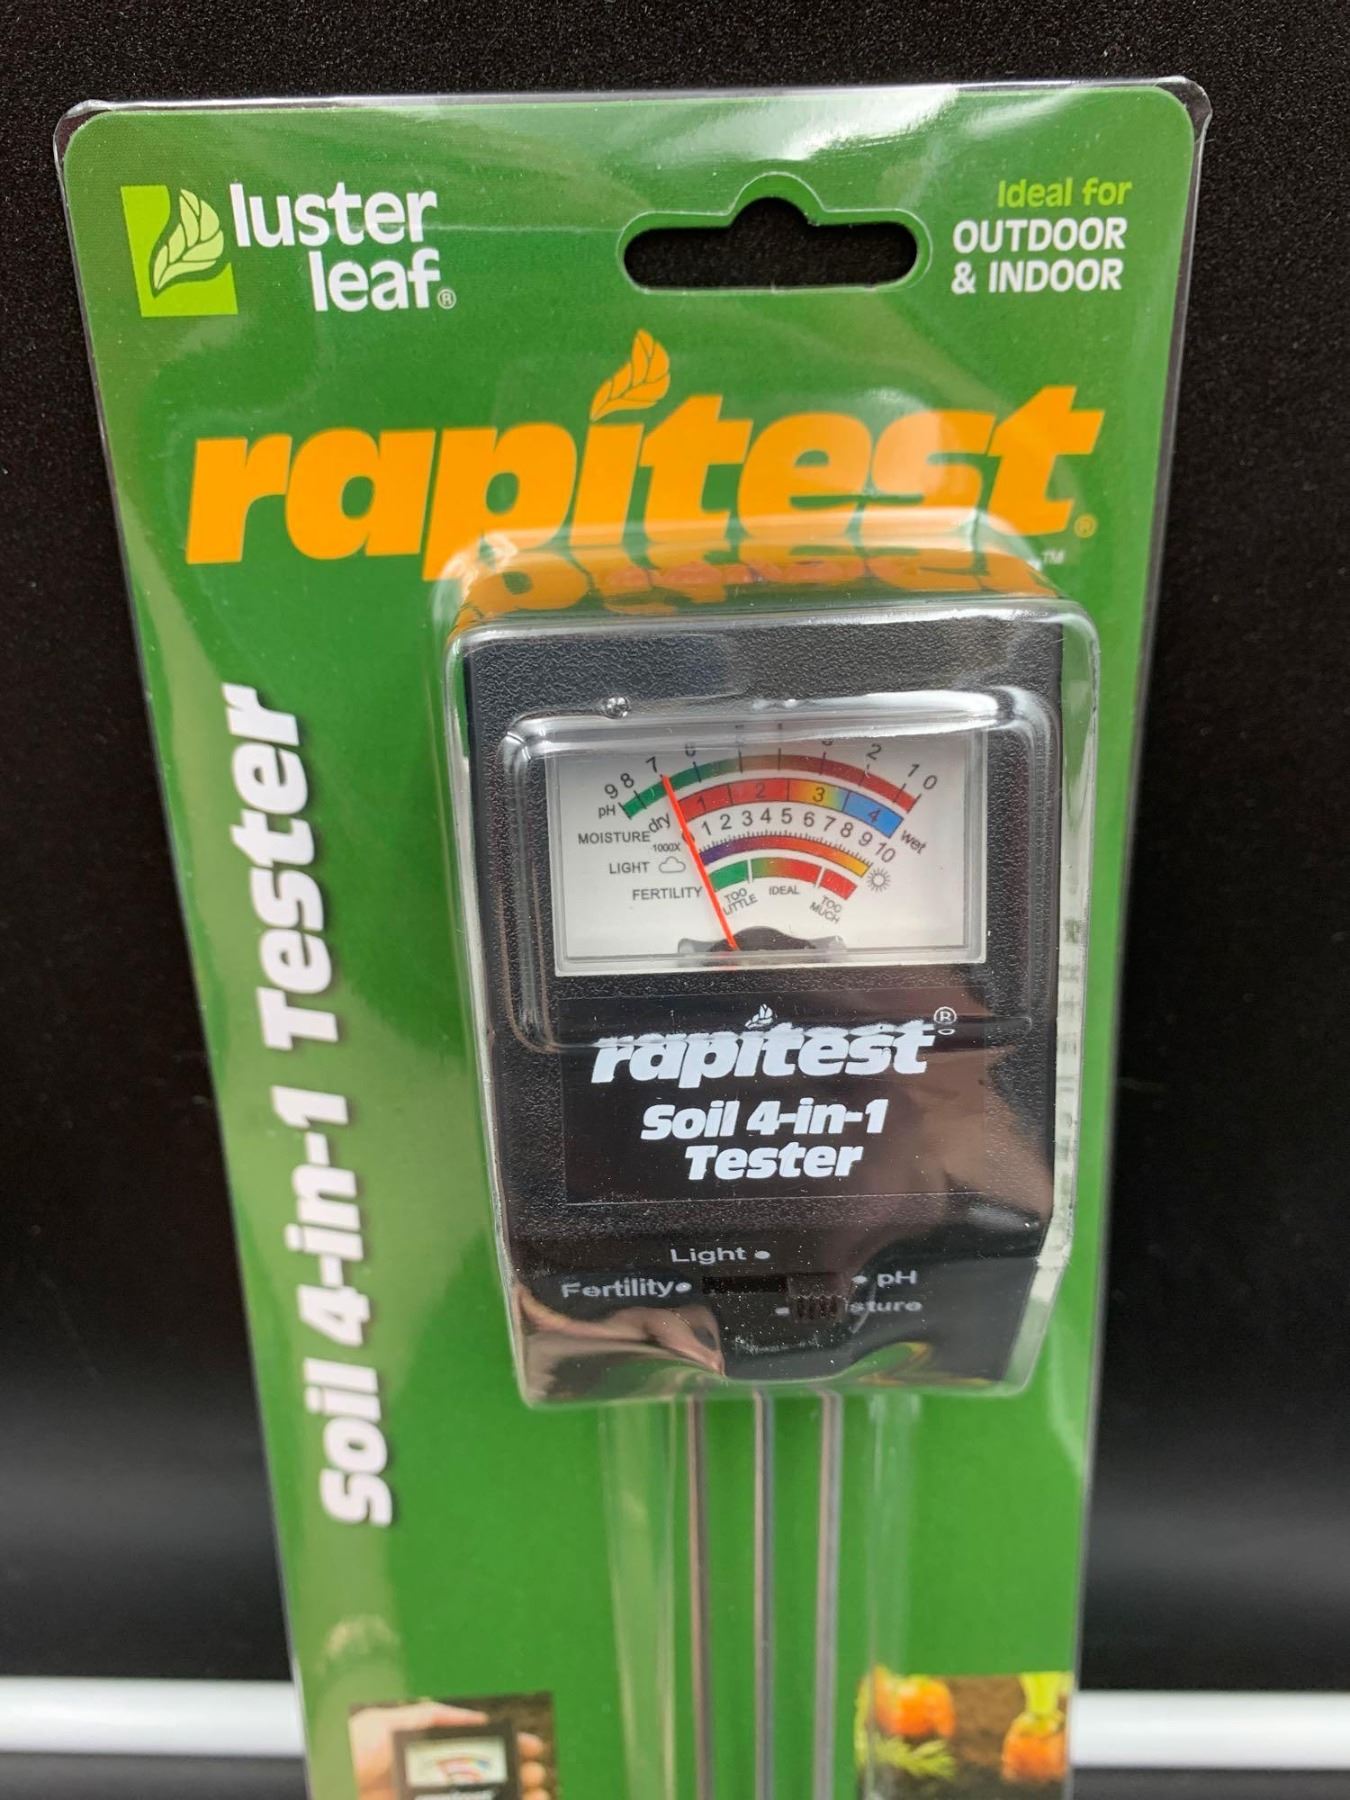 luster
leaf®
Ideal for
OUTDOOR
& INDOOR
rapitest®
™
Soil 4-in-1 Tester
9 8 7 6 3 2 1 0
pH
MOISTURE dry 1 2 3 4 wet
1000X 0 1 2 3 4 5 6 7 8 9 10
LIGHT
FERTILITY TOO LITTLE IDEAL TOO MUCH
rapitest®
Soil 4-in-1
Tester
Light
Fertility pH